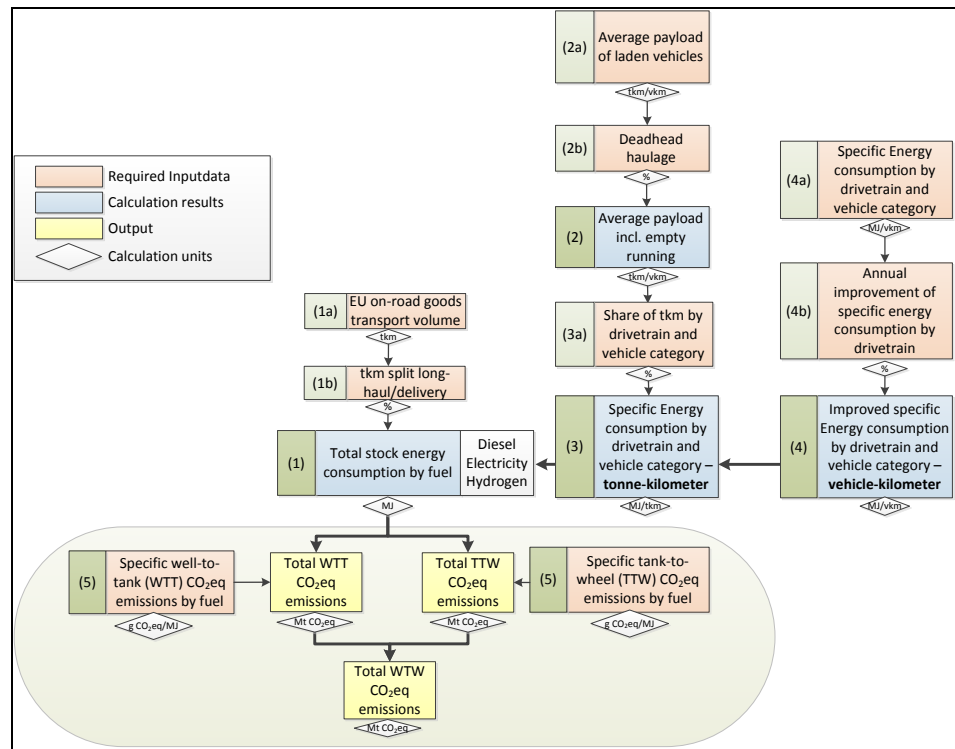 (2a)
Average payload
of laden vehicles
tkm/vkm
(2b)
Deadhead
haulage
%
(2)
Average payload
incl. empty
running
tkm/vkm
(3a)
Share of tkm by
drivetrain and
vehicle category
%
(3)
Specific Energy
consumption by
drivetrain and
vehicle category –
tonne-kilometer
MJ/tkm
(4a)
Specific Energy
consumption by
drivetrain and
vehicle category
MJ/vkm
(4b)
Annual
improvement of
specific energy
consumption by
drivetrain
%
(4)
Improved specific
Energy consumption
by drivetrain and
vehicle category –
vehicle-kilometer
MJ/vkm
Required Inputdata
Calculation results
Output
Calculation units
(1a)
EU on-road goods
transport volume
tkm
(1b)
tkm split long-
haul/delivery
%
(1)
Total stock energy
consumption by fuel
Diesel
Electricity
Hydrogen
MJ
(5)
Specific well-to-
tank (WTT) CO₂eq
emissions by fuel
g CO₂eq/MJ
Total WTT
CO₂eq
emissions
Mt CO₂eq
Total TTW
CO₂eq
emissions
Mt CO₂eq
(5)
Specific tank-to-
wheel (TTW) CO₂eq
emissions by fuel
g CO₂eq/MJ
Total WTW
CO₂eq
emissions
Mt CO₂eq